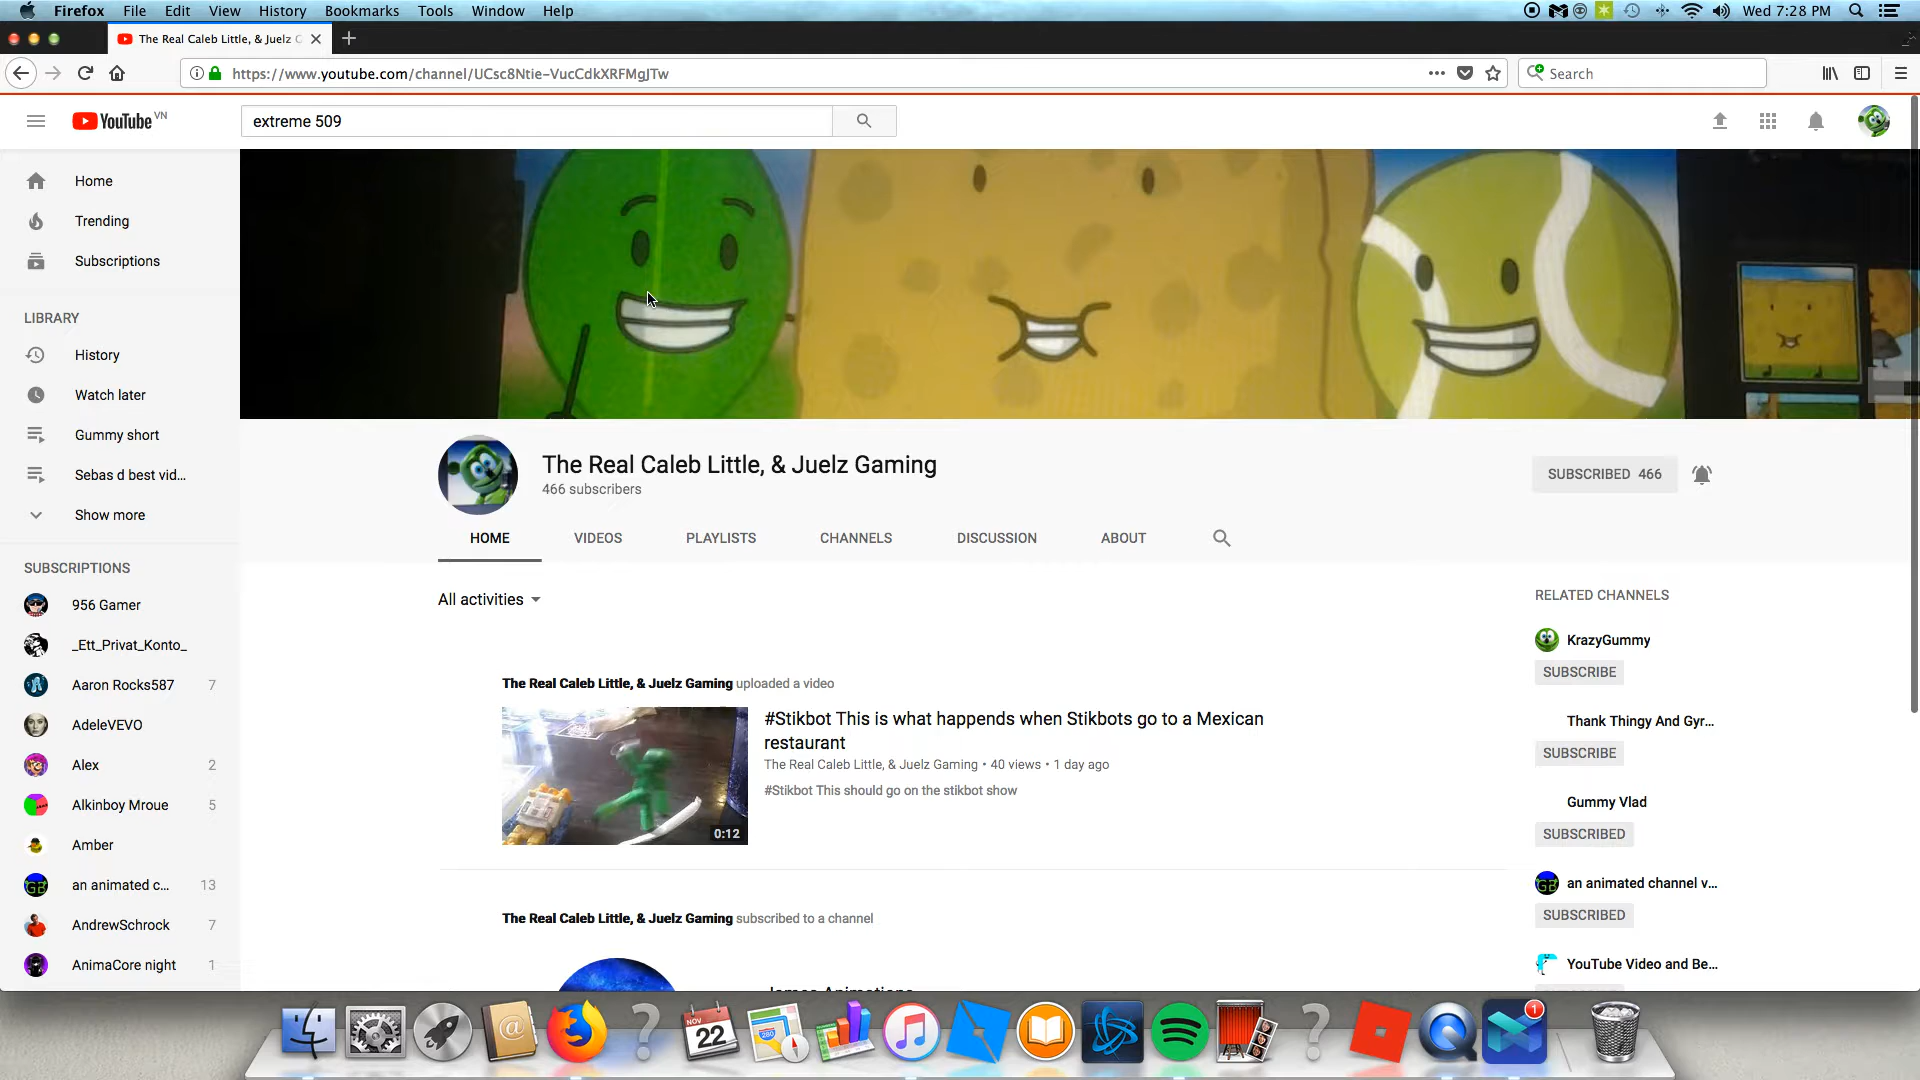 Firefox File Edit View History Bookmarks Tools Window Help
Wed 7:28 PM
The Real Caleb Little, & Juelz G
https://www.youtube.com/channel/UCsc8Ntie-VucCdkXRFMgJTw
Search
YouTube VN
extreme 509
Home
Trending
Subscriptions
LIBRARY
History
Watch later
Gummy short
Sebas d best vid...
Show more
SUBSCRIPTIONS
956 Gamer
_Ett_Privat_Konto_
Aaron Rocks587 7
AdeleVEVO
Alex 2
Alkinboy Mroue 5
Amber
an animated c... 13
AndrewSchrock 7
AnimaCore night 1
The Real Caleb Little, & Juelz Gaming
466 subscribers
SUBSCRIBED 466
HOME VIDEOS PLAYLISTS CHANNELS DISCUSSION ABOUT
All activities
The Real Caleb Little, & Juelz Gaming uploaded a video
0:12
#Stikbot This is what happends when Stikbots go to a Mexican
restaurant
The Real Caleb Little, & Juelz Gaming • 40 views • 1 day ago
#Stikbot This should go on the stikbot show
The Real Caleb Little, & Juelz Gaming subscribed to a channel
James Animations
RELATED CHANNELS
KrazyGummy
SUBSCRIBE
Thank Thingy And Gyr...
SUBSCRIBE
Gummy Vlad
SUBSCRIBED
an animated channel v...
SUBSCRIBED
YouTube Video and Be...
NOV
22
1